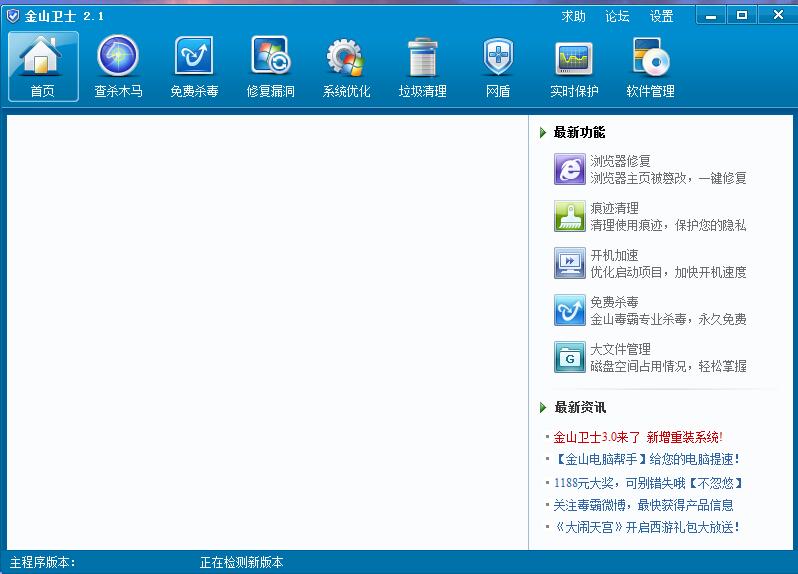 金山卫士 2.1
求助 论坛 设置
首页 查杀木马 免费杀毒 修复漏洞 系统优化 垃圾清理 网盾 实时保护 软件管理
最新功能
浏览器修复
浏览器主页被篡改，一键修复
痕迹清理
清理使用痕迹，保护您的隐私
开机加速
优化启动项目，加快开机速度
免费杀毒
金山毒霸专业杀毒，永久免费
大文件管理
磁盘空间占用情况，轻松掌握
最新资讯
金山卫士3.0来了 新增重装系统!
【金山电脑帮手】给您的电脑提速！
1188元大奖，可别错失哦【不忽悠】
关注毒霸微博，最快获得产品信息
《大闹天宫》开启西游礼包大放送！
主程序版本： 正在检测新版本